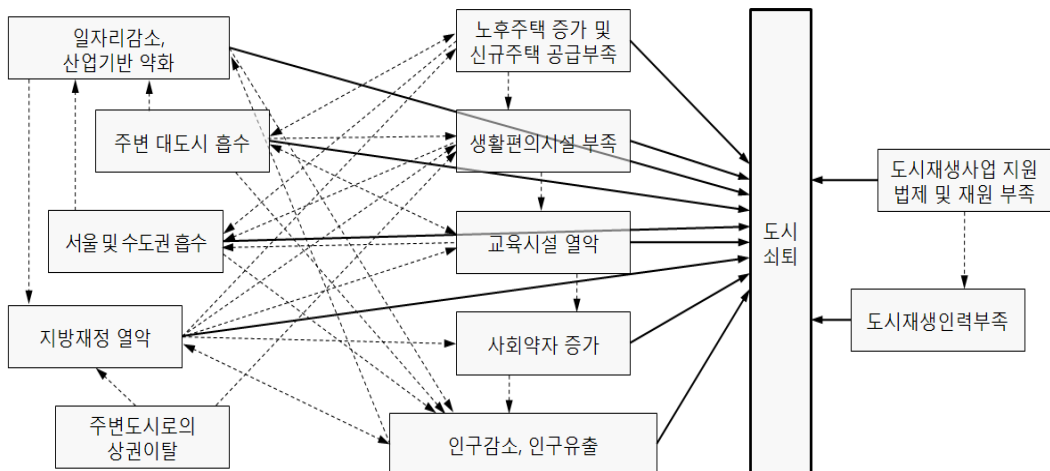 일자리감소,
산업기반 약화
노후주택 증가 및
신규주택 공급부족
주변 대도시 흡수
생활편의시설 부족
도시재생사업 지원
법제 및 재원 부족
서울 및 수도권 흡수
교육시설 열악
도시
쇠퇴
지방재정 열악
사회약자 증가
도시재생인력부족
주변도시로의
상권이탈
인구감소, 인구유출